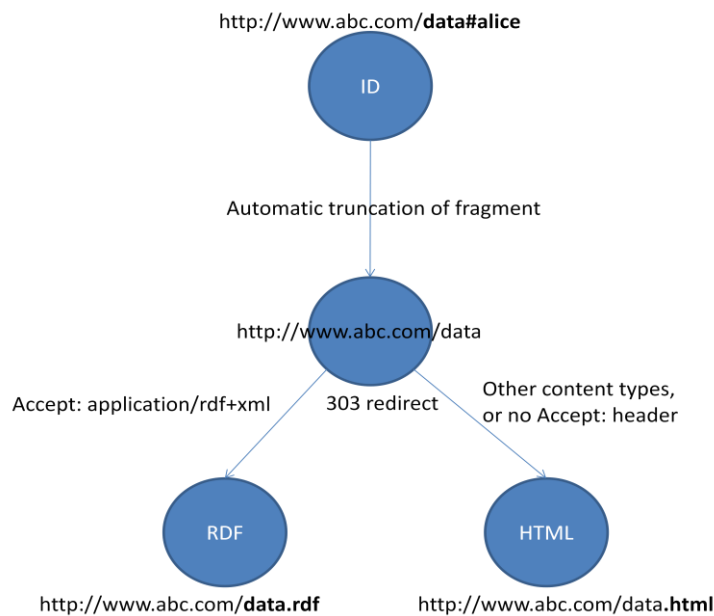 http://www.abc.com/data#alice
ID
Automatic truncation of fragment
http://www.abc.com/data
Accept: application/rdf+xml
303 redirect
Other content types,
or no Accept: header
RDF
HTML
http://www.abc.com/data.rdf
http://www.abc.com/data.html